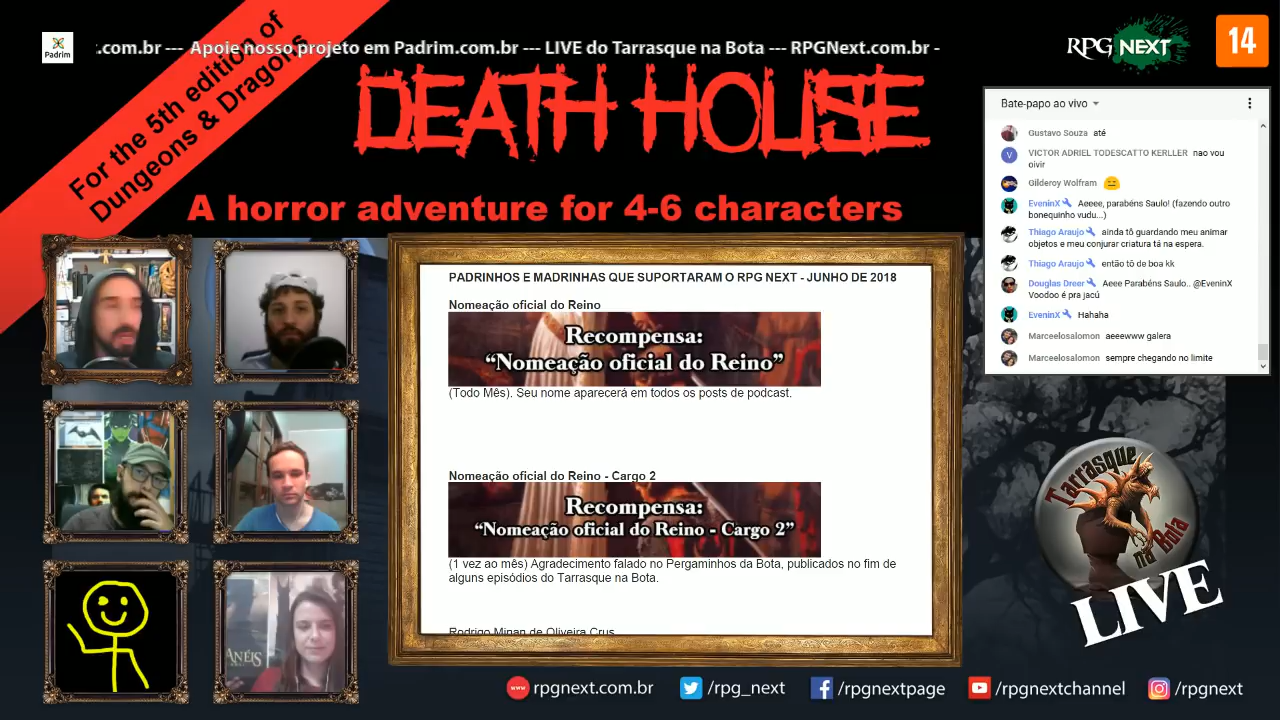 Padrim
:.com.br --- Apoie nosso projeto em Padrim.com.br --- LIVE do Tarrasque na Bota --- RPGNext.com.br -
RPG NEXT
14
For the 5th edition of
Dungeons & Dragons
DEATH HOUSE
A horror adventure for 4-6 characters
Bate-papo ao vivo
Gustavo Souza até
VICTOR ADRIEL TODESCATTO KERLLER nao vou
oivir
Gilderoy Wolfram 😑
EveninX Aeeee, parabéns Saulo! (fazendo outro
bonequinho vudu...)
Thiago Araujo ainda tô guardando meu animar
objetos e meu conjurar criatura tá na espera.
Thiago Araujo então tô de boa kk
Douglas Dreer Aeee Parabéns Saulo.. @EveninX
Voodoo é pra jacú
EveninX Hahaha
Marceelosalomon aeeewww galera
Marceelosalomon sempre chegando no limite
PADRINHOS E MADRINHAS QUE SUPORTARAM O RPG NEXT - JUNHO DE 2018
Nomeação oficial do Reino
Recompensa:
“Nomeação oficial do Reino”
(Todo Mês). Seu nome aparecerá em todos os posts de podcast.
Nomeação oficial do Reino - Cargo 2
Recompensa:
“Nomeação oficial do Reino - Cargo 2”
(1 vez ao mês) Agradecimento falado no Pergaminhos da Bota, publicados no fim de
alguns episódios do Tarrasque na Bota.
Rodrigo Minan de Oliveira Crus
ANÉIS
Tarrasque
na Bota
LIVE
www rpgnext.com.br
/rpg_next
/rpgnextpage
/rpgnextchannel
/rpgnext